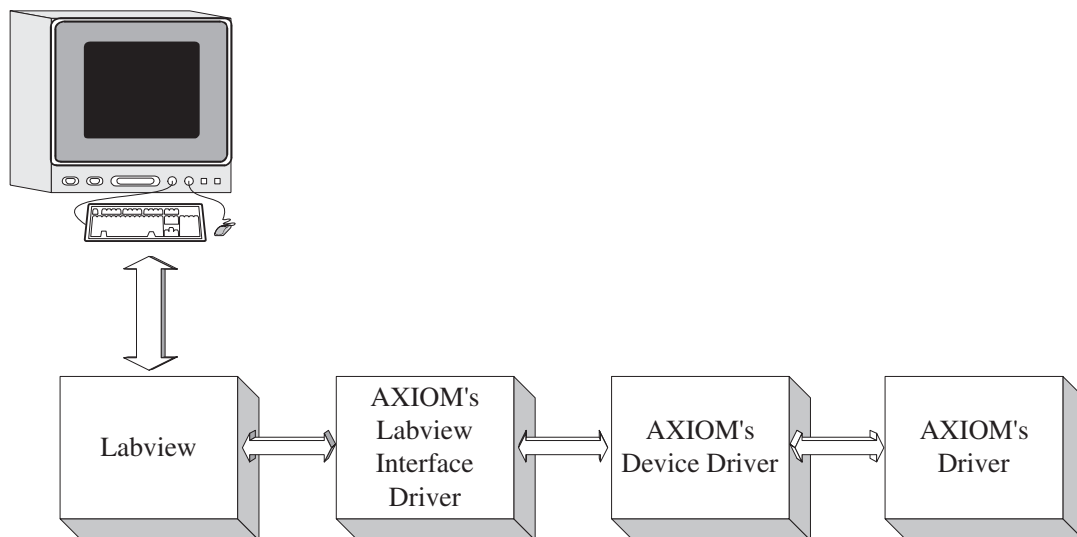 Labview
AXIOM's
Labview
Interface
Driver
AXIOM's
Device Driver
AXIOM's
Driver